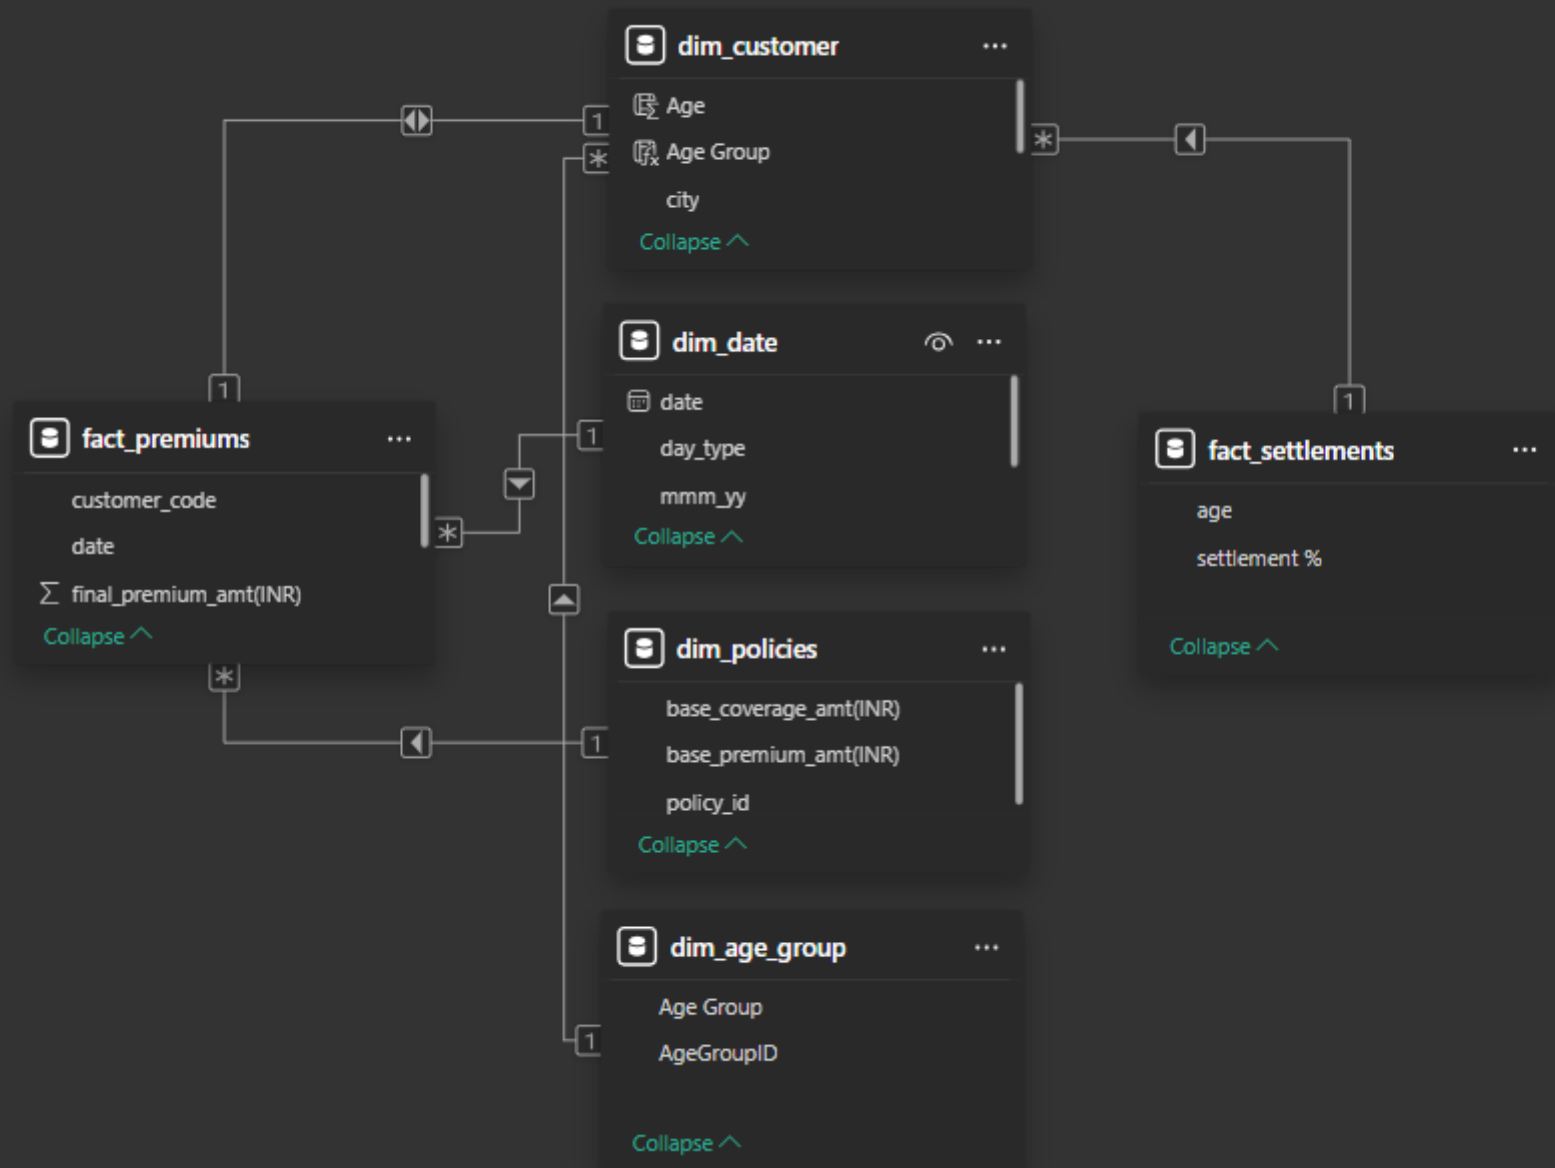 dim_customer
Age
Age Group
city
Collapse
1
*
*
dim_date
date
day_type
mmm_yy
Collapse
1
1
fact_premiums
customer_code
date
Σ final_premium_amt(INR)
Collapse
*
*
1
fact_settlements
age
settlement %
Collapse
dim_policies
base_coverage_amt(INR)
base_premium_amt(INR)
policy_id
Collapse
1
dim_age_group
Age Group
AgeGroupID
Collapse
1